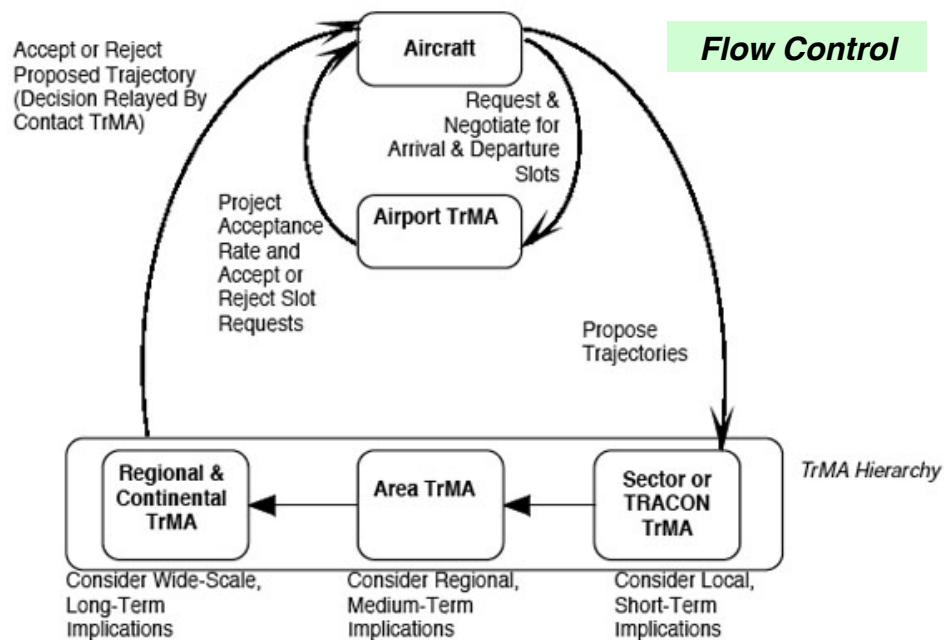 Flow Control
Aircraft
Accept or Reject
Proposed Trajectory
(Decision Relayed By
Contact TrMA)
Request &
Negotiate for
Arrival & Departure
Slots
Airport TrMA
Project
Acceptance
Rate and
Accept or
Reject Slot
Requests
Propose
Trajectories
TrMA Hierarchy
Regional &
Continental
TrMA
Area TrMA
Sector or
TRACON
TrMA
Consider Wide-Scale,
Long-Term
Implications
Consider Regional,
Medium-Term
Implications
Consider Local,
Short-Term
Implications